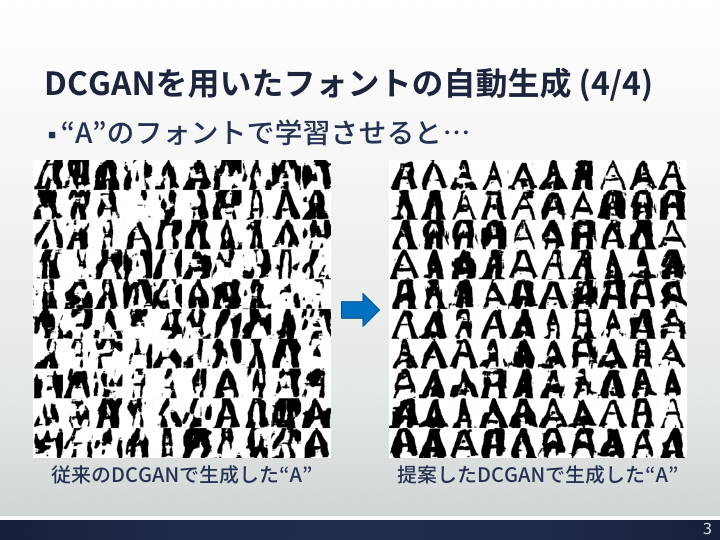 DCGANを用いたフォントの自動生成 (4/4)
▪“A”のフォントで学習させると…
従来のDCGANで生成した“A”
提案したDCGANで生成した“A”
3